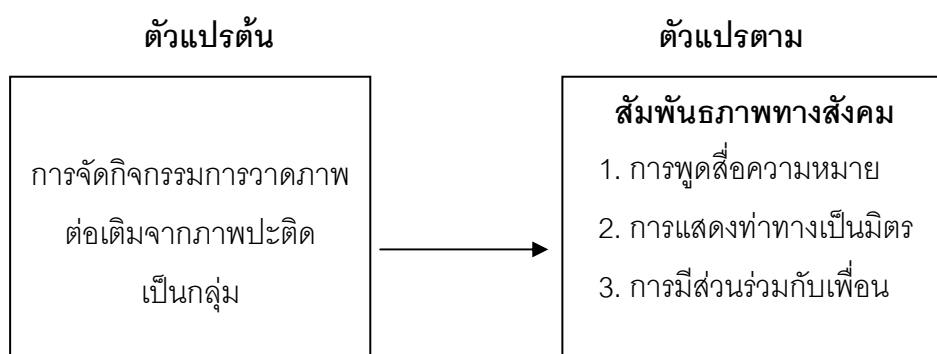 ตัวแปรต้น
ตัวแปรตาม
การจัดกิจกรรมการวาดภาพ
ต่อเติมจากภาพปะติด
เป็นกลุ่ม
สัมพันธภาพทางสังคม
1. การพูดสื่อความหมาย
2. การแสดงท่าทางเป็นมิตร
3. การมีส่วนร่วมกับเพื่อน